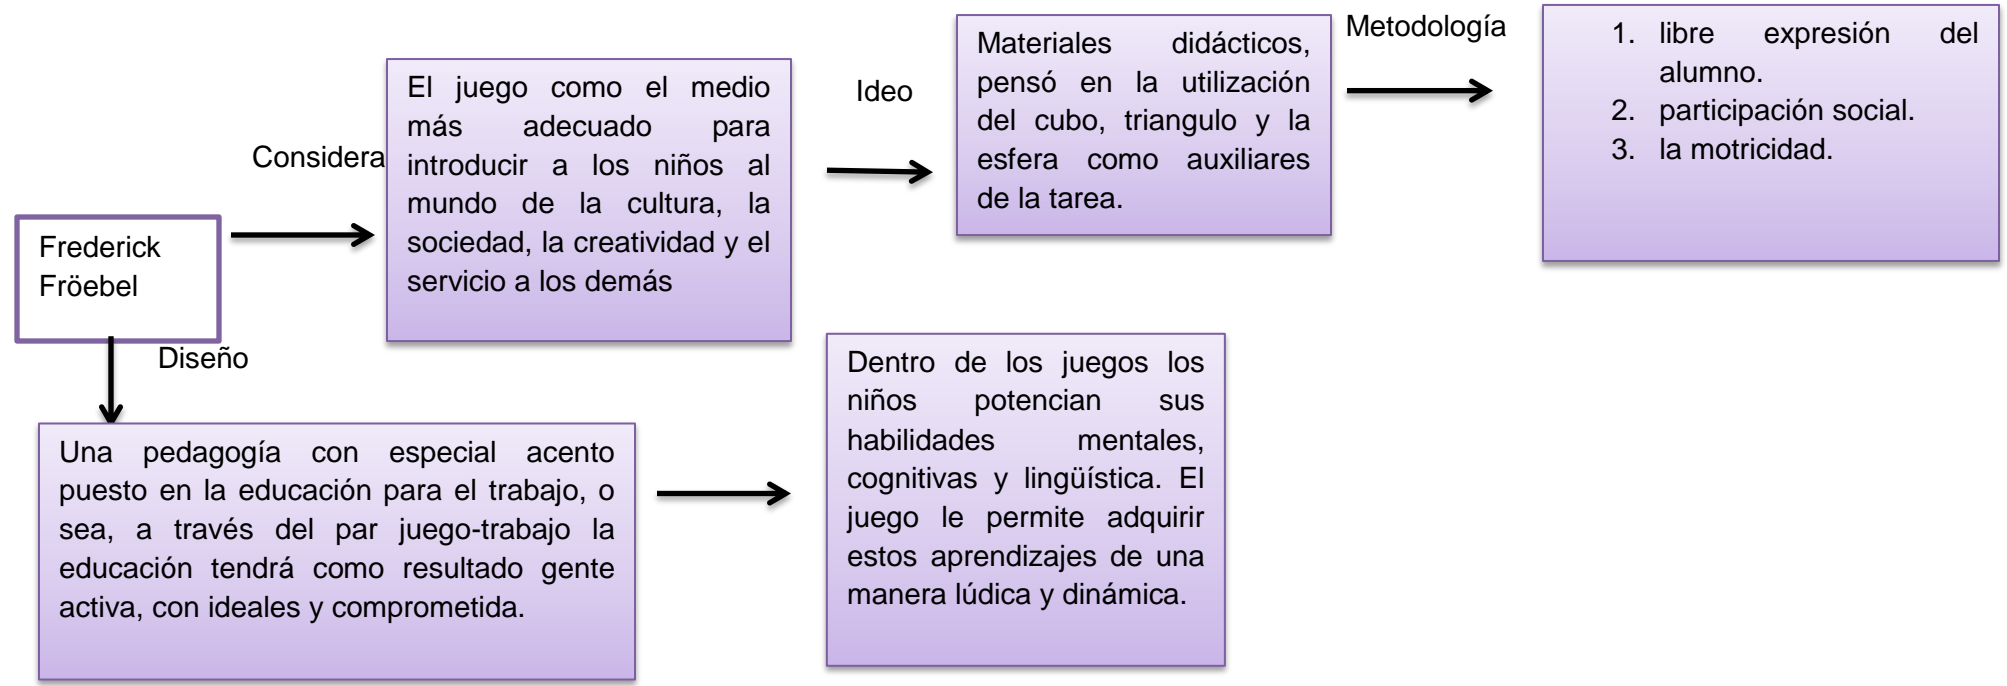 Frederick
Fröebel
Considera
El juego como el medio
más adecuado para
introducir a los niños al
mundo de la cultura, la
sociedad, la creatividad y el
servicio a los demás
Ideo
Materiales didácticos,
pensó en la utilización
del cubo, triangulo y la
esfera como auxiliares
de la tarea.
Metodología
1. libre expresión del
alumno.
2. participación social.
3. la motricidad.
Diseño
Una pedagogía con especial acento
puesto en la educación para el trabajo, o
sea, a través del par juego-trabajo la
educación tendrá como resultado gente
activa, con ideales y comprometida.
Dentro de los juegos los
niños potencian sus
habilidades mentales,
cognitivas y lingüística. El
juego le permite adquirir
estos aprendizajes de una
manera lúdica y dinámica.